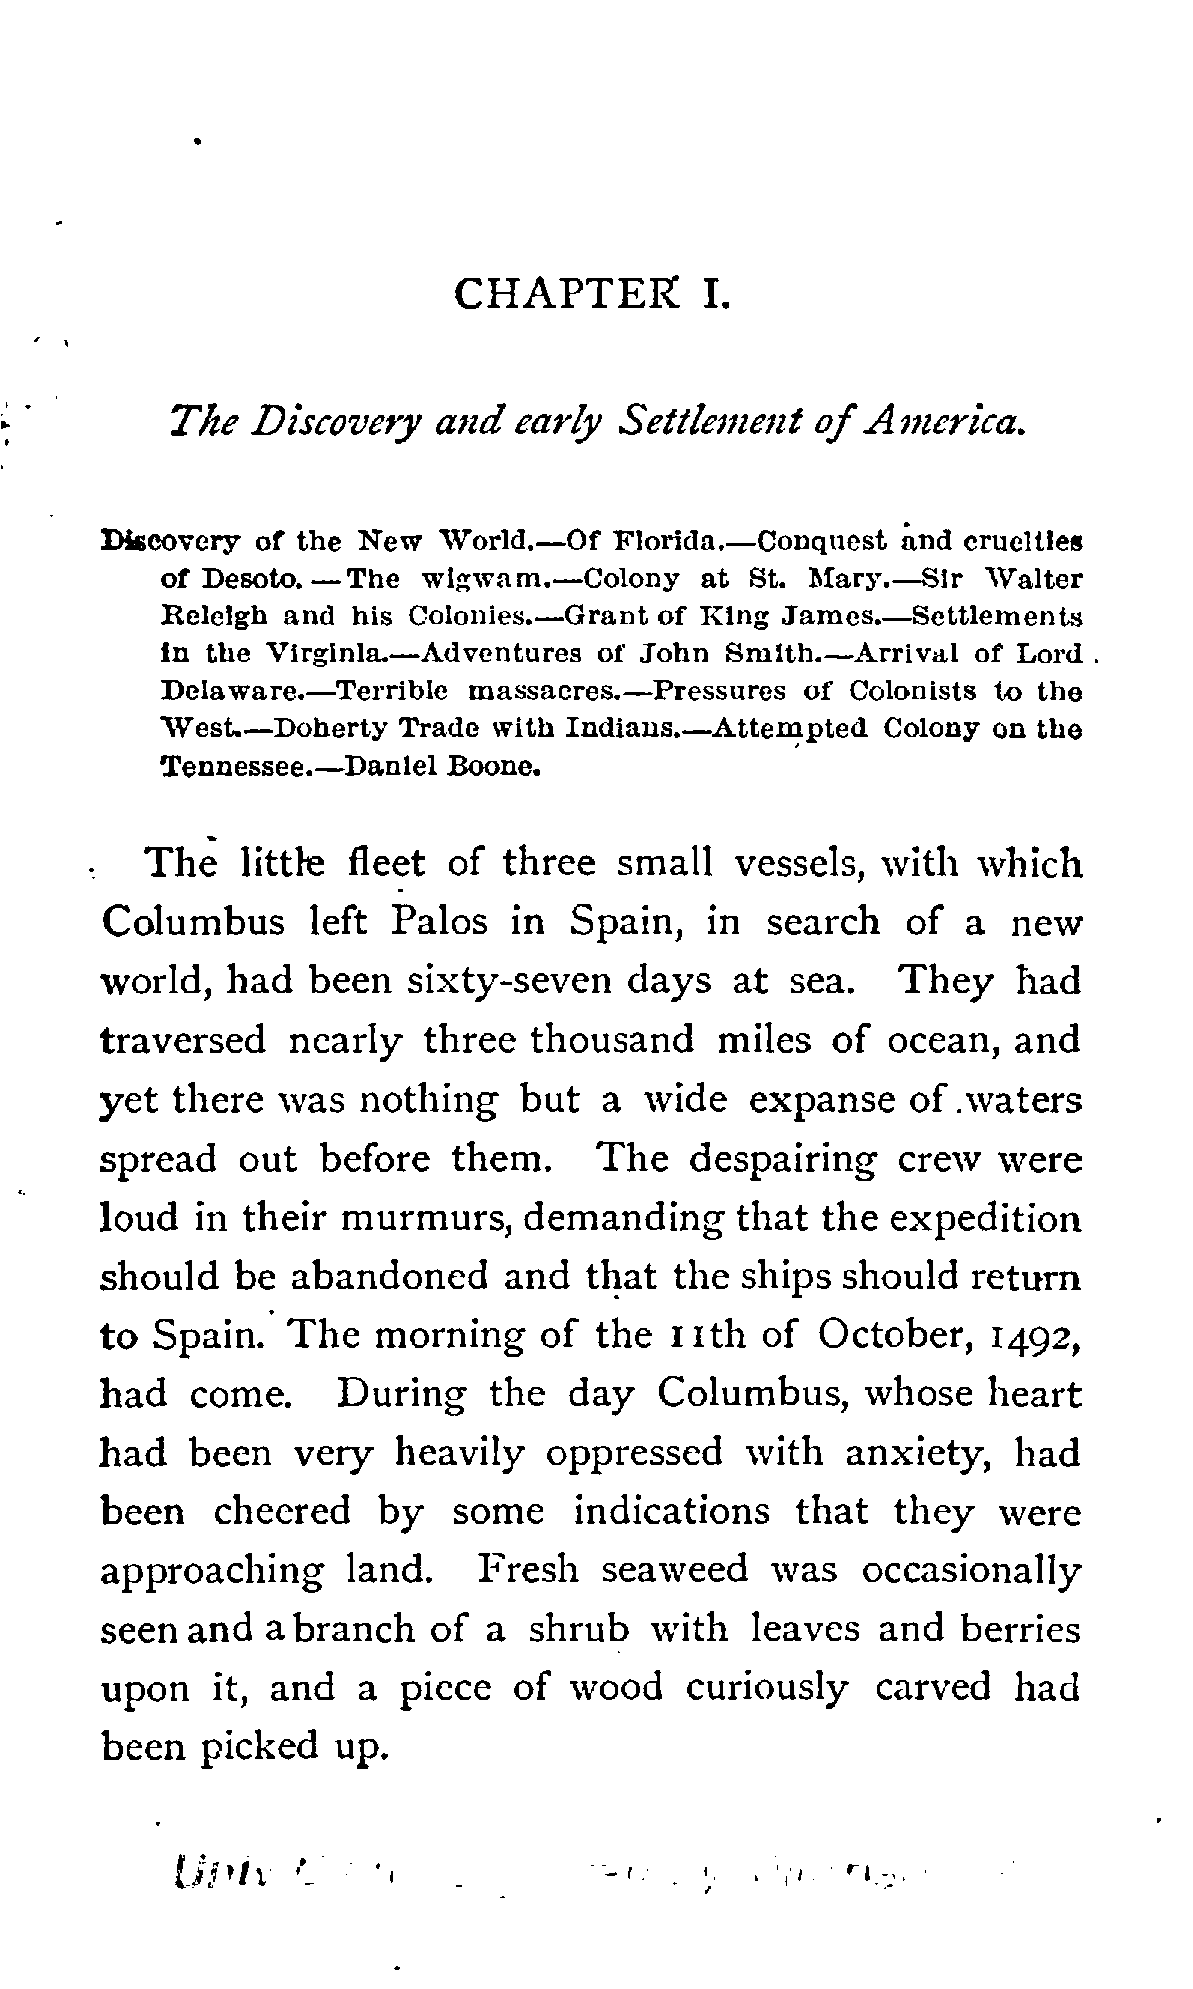 CHAPTER I.
The Discovery and early Settlement of America.
Discovery of the New World.—Of Florida.—Conquest and cruelties
of Desoto.—The wigwam.—Colony at St. Mary.—Sir Walter
Releigh and his Colonies.—Grant of King James.—Settlements
in the Virginia.—Adventures of John Smith.—Arrival of Lord
Delaware.—Terrible massacres.—Pressures of Colonists to the
West.—Doherty Trade with Indians.—Attempted Colony on the
Tennessee.—Daniel Boone.
The little fleet of three small vessels, with which
Columbus left Palos in Spain, in search of a new
world, had been sixty-seven days at sea. They had
traversed nearly three thousand miles of ocean, and
yet there was nothing but a wide expanse of waters
spread out before them. The despairing crew were
loud in their murmurs, demanding that the expedition
should be abandoned and that the ships should return
to Spain. The morning of the 11th of October, 1492,
had come. During the day Columbus, whose heart
had been very heavily oppressed with anxiety, had
been cheered by some indications that they were
approaching land. Fresh seaweed was occasionally
seen and a branch of a shrub with leaves and berries
upon it, and a piece of wood curiously carved had
been picked up.